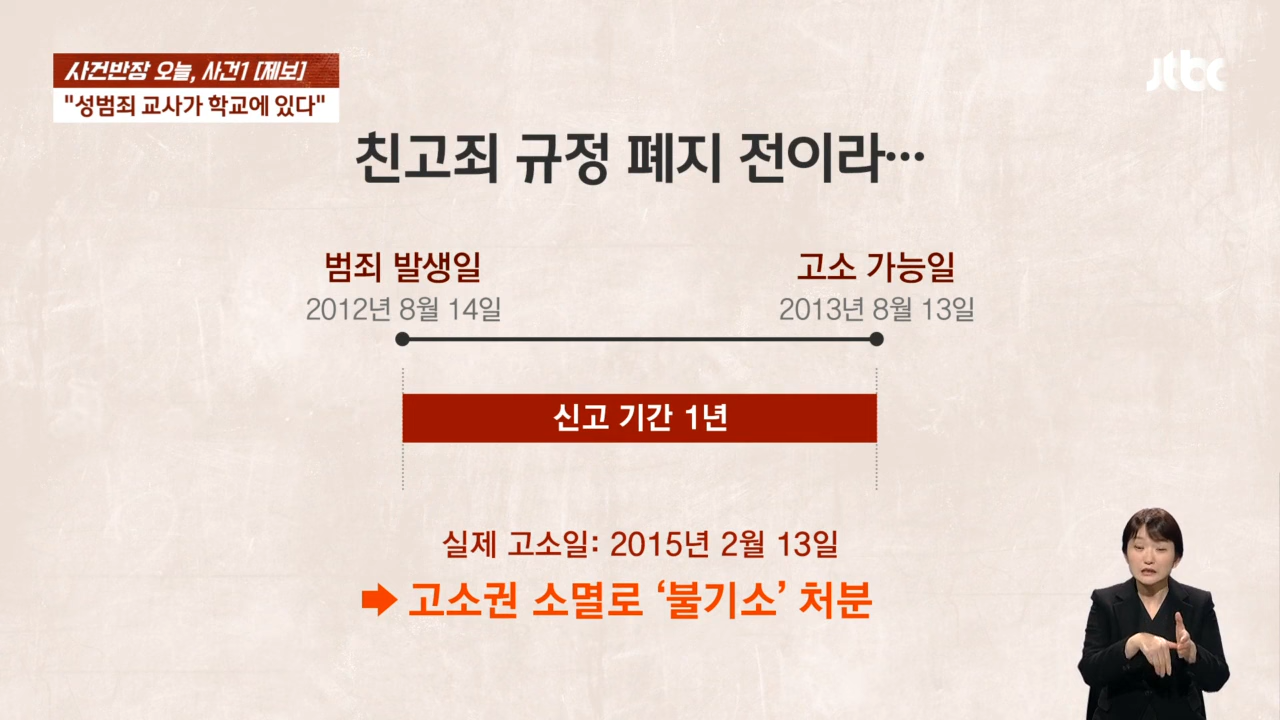 사건반장 오늘, 사건1 [제보]
"성범죄 교사가 학교에 있다"
jtbc
친고죄 규정 폐지 전이라…
범죄 발생일
2012년 8월 14일
고소 가능일
2013년 8월 13일
신고 기간 1년
실제 고소일: 2015년 2월 13일
➡ 고소권 소멸로 ‘불기소’ 처분